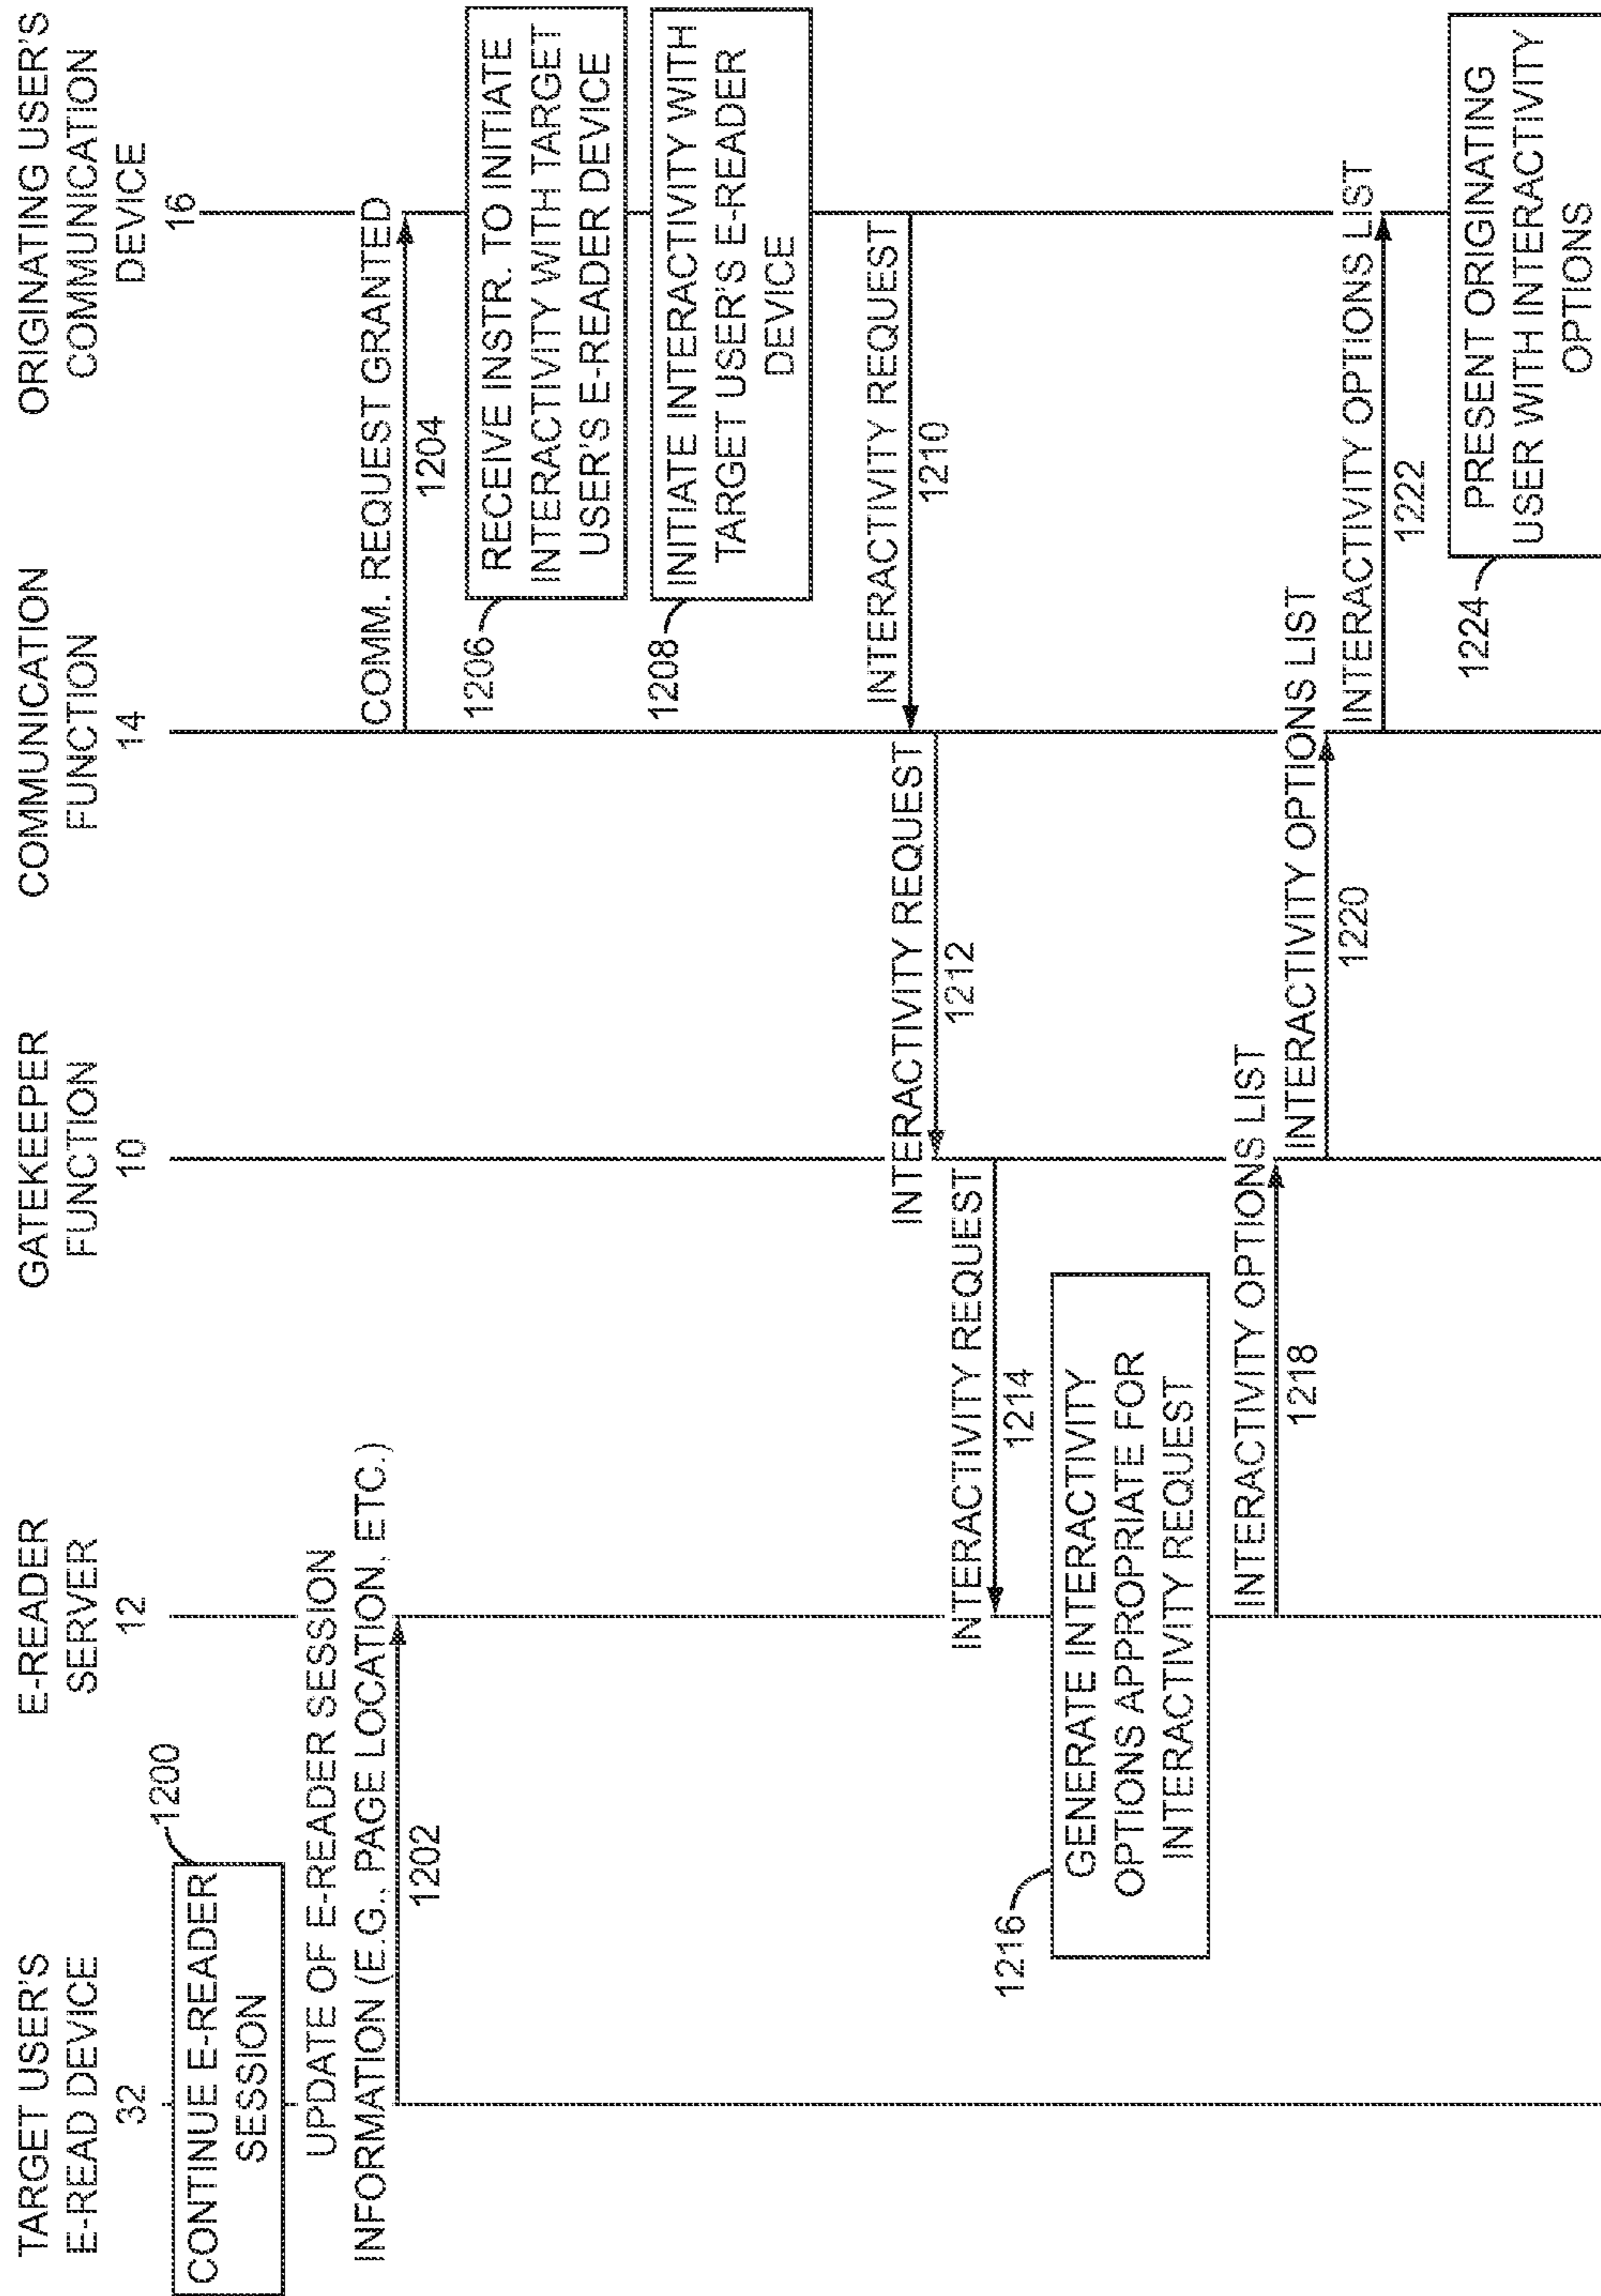 TARGET USER'S
E-READ DEVICE
32
E-READER
SERVER
12
GATEKEEPER
FUNCTION
10
COMMUNICATION
FUNCTION
14
ORIGINATING USER'S
COMMUNICATION
DEVICE
16
CONTINUE E-READER
SESSION
1200
UPDATE OF E-READER SESSION
INFORMATION (E.G., PAGE LOCATION, ETC.)
1202
COMM. REQUEST GRANTED
1204
1206
RECEIVE INSTR. TO INITIATE
INTERACTIVITY WITH TARGET
USER'S E-READER DEVICE
1208
INITIATE INTERACTIVITY WITH
TARGET USER'S E-READER
DEVICE
INTERACTIVITY REQUEST
1210
INTERACTIVITY REQUEST
1212
INTERACTIVITY REQUEST
1214
1216
GENERATE INTERACTIVITY
OPTIONS APPROPRIATE FOR
INTERACTIVITY REQUEST
INTERACTIVITY OPTIONS LIST
1218
INTERACTIVITY OPTIONS LIST
1220
INTERACTIVITY OPTIONS LIST
1222
1224
PRESENT ORIGINATING
USER WITH INTERACTIVITY
OPTIONS